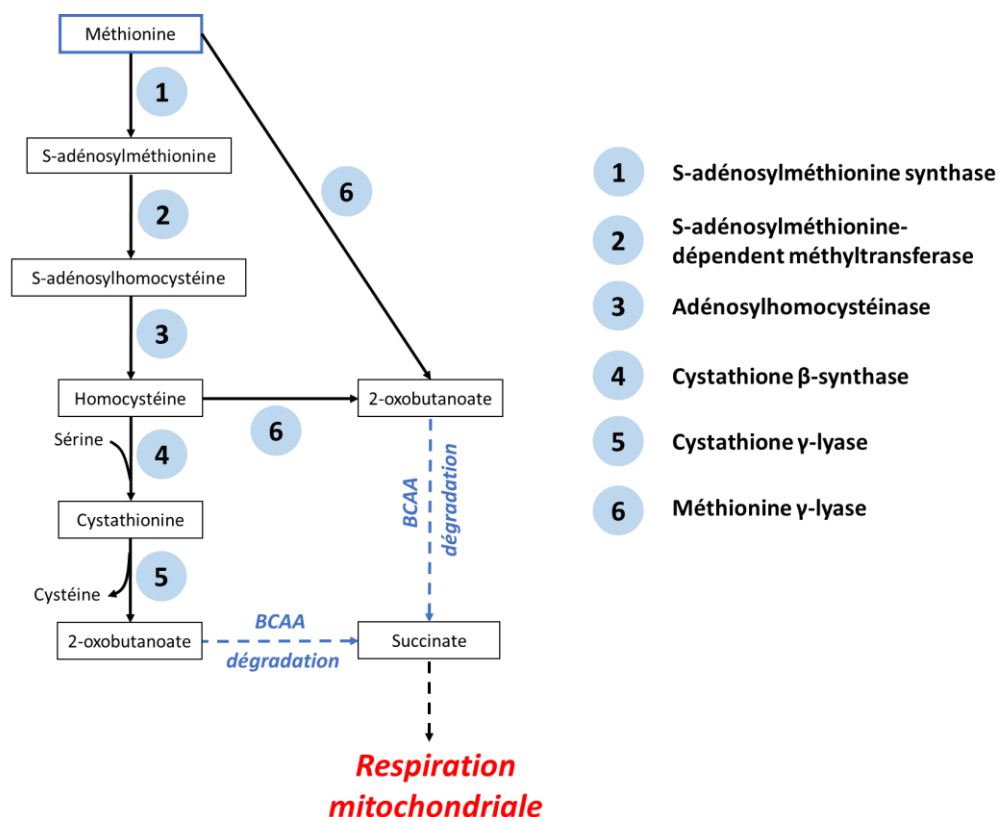 Méthionine
1
S-adénosylméthionine
2
6
S-adénosylhomocystéine
3
Homocystéine
6
2-oxobutanoate
Sérine
4
BCAA
dégradation
Cystathionine
5
Cystéine
2-oxobutanoate
BCAA
dégradation
Succinate
Respiration
mitochondriale
1 S-adénosylméthionine synthase
2 S-adénosylméthionine-
dépendent méthyltransferase
3 Adénosylhomocystéinase
4 Cystathione β-synthase
5 Cystathione γ-lyase
6 Méthionine γ-lyase